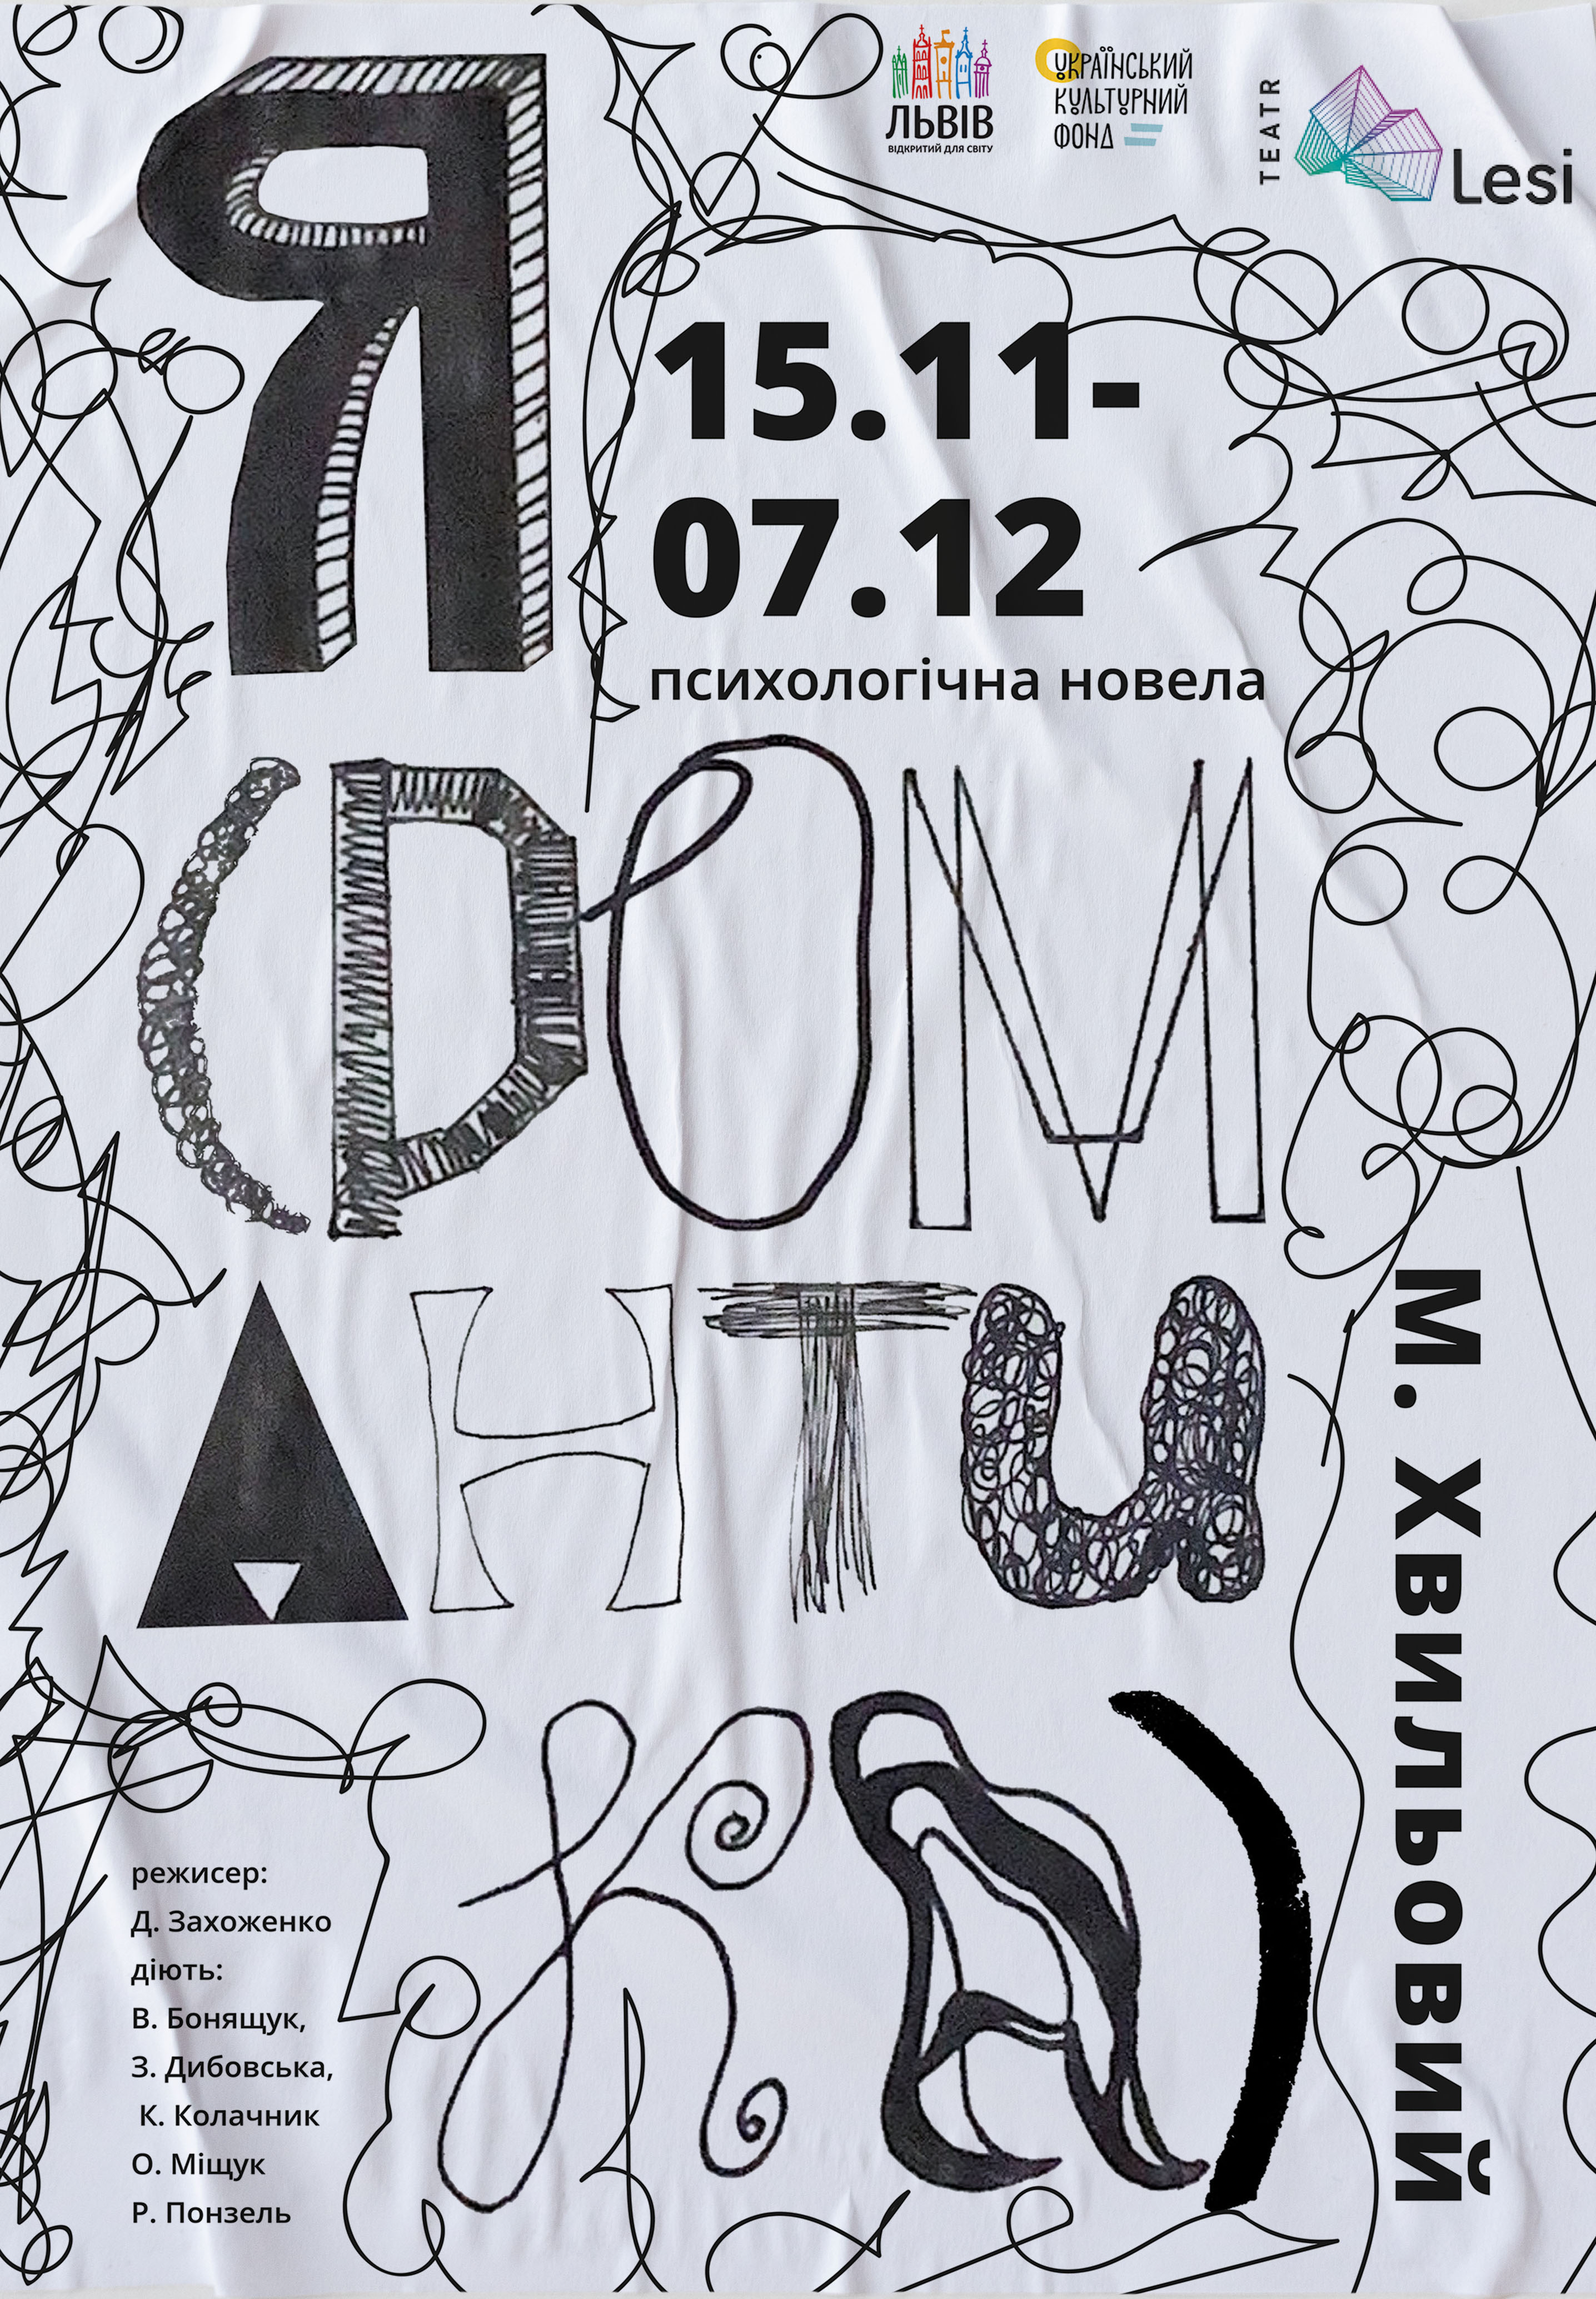 Я
ЛЬВІВ
ВІДКРИТИЙ ДЛЯ СВІТУ
УКРАЇНСЬКИЙ
КУЛЬТУРНИЙ
ФОНД
ТЕАТR
Lesi
15.11-
07.12
психологічна новела
(РОМ
АНТИ
КА)
М. Хвильовий
режисер:
Д. Захоженко
діють:
В. Бонящук,
З. Дибовська,
К. Колачник
О. Міщук
Р. Понзель